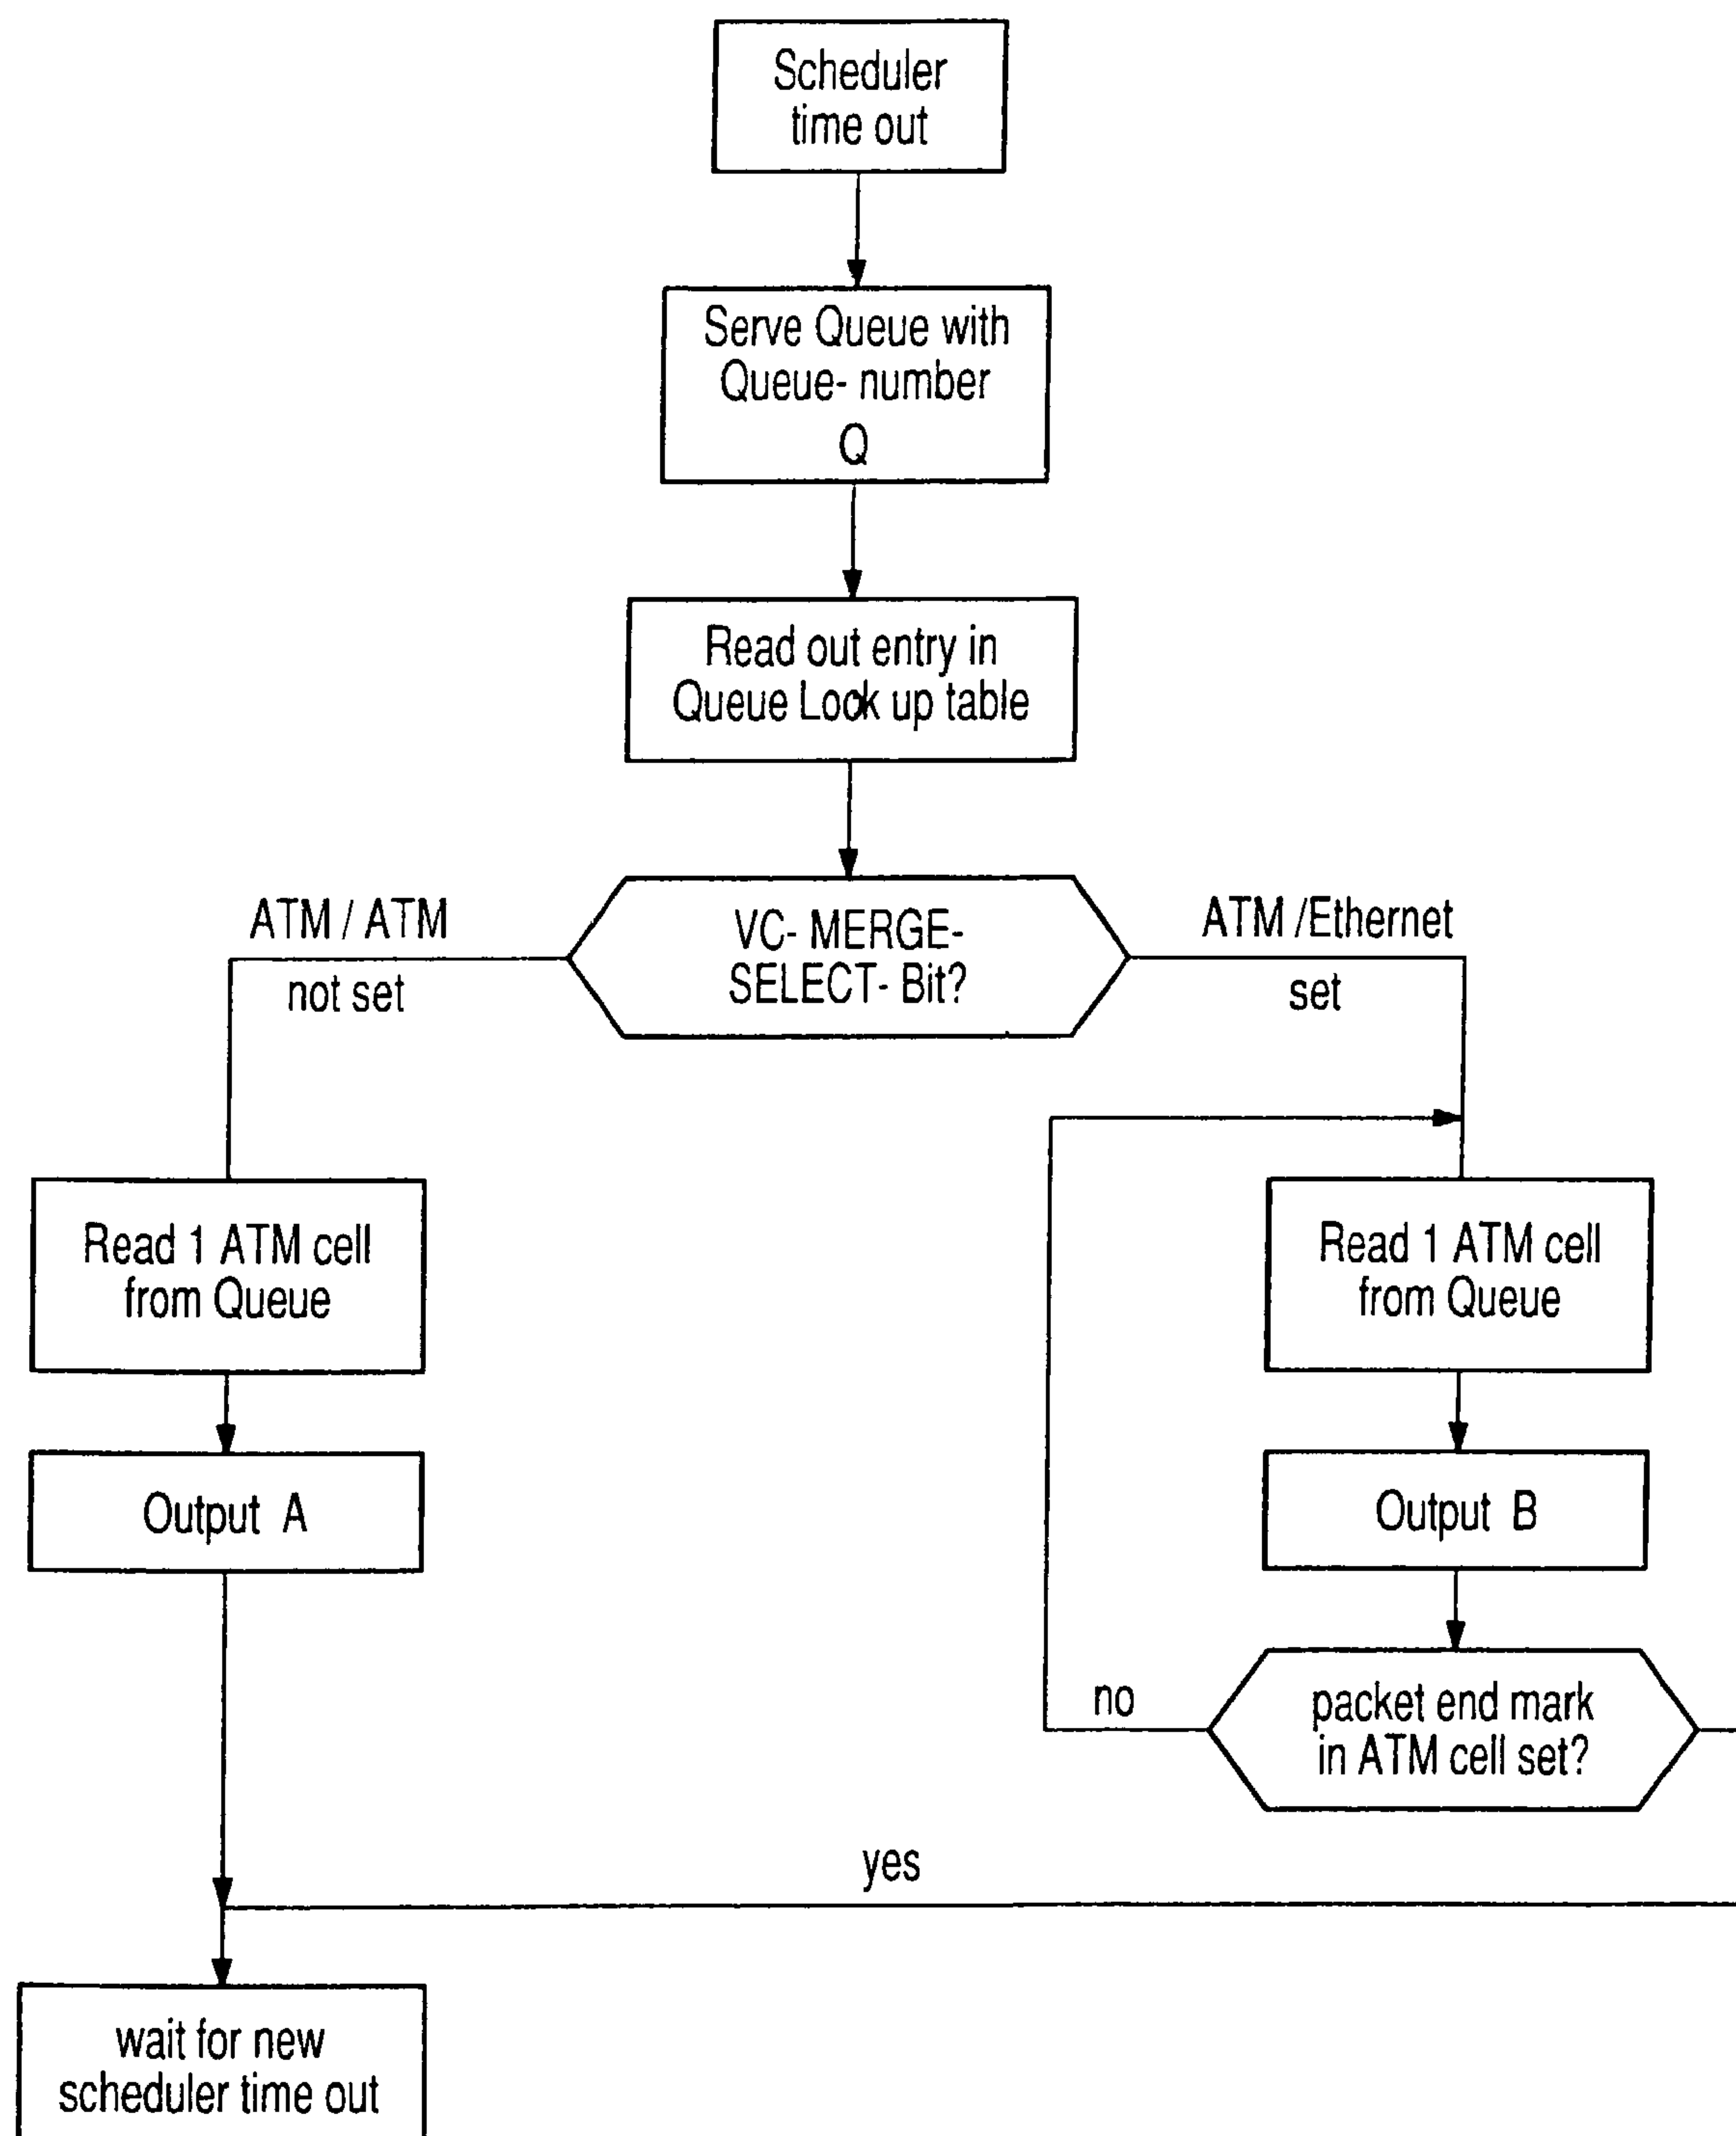 Scheduler
time out
Serve Queue with
Queue- number
Q
Read out entry in
Queue Look up table
VC- MERGE-
SELECT- Bit?
ATM / ATM
not set
ATM /Ethernet
set
Read 1 ATM cell
from Queue
Output A
Read 1 ATM cell
from Queue
Output B
packet end mark
in ATM cell set?
no
yes
wait for new
scheduler time out